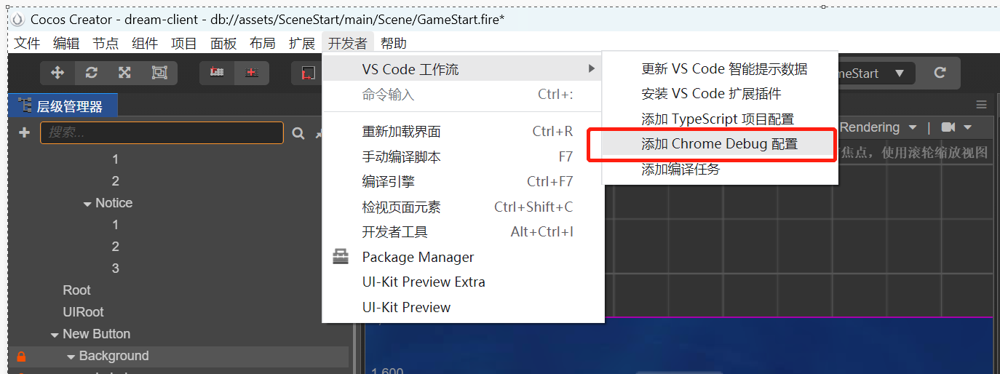 Cocos Creator - dream-client - db://assets/SceneStart/main/Scene/GameStart.fire*
文件 编辑 节点 组件 项目 面板 布局 扩展 开发者 帮助
VS Code 工作流
命令输入 Ctrl+:
重新加载界面 Ctrl+R
手动编译脚本 F7
编译引擎 Ctrl+F7
检视页面元素 Ctrl+Shift+C
开发者工具 Alt+Ctrl+I
Package Manager
UI-Kit Preview Extra
UI-Kit Preview
更新 VS Code 智能提示数据
安装 VS Code 扩展插件
添加 TypeScript 项目配置
添加 Chrome Debug 配置
添加编译任务
meStart
层级管理器
搜索...
1
2
Notice
1
2
3
Root
UIRoot
New Button
Background
Rendering
焦点，使用滚轮缩放视图
1,600